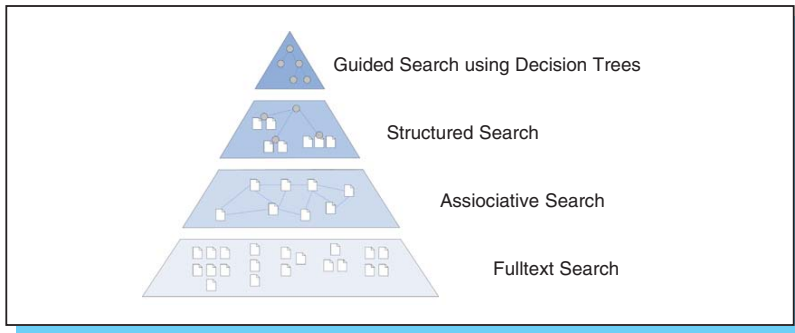 Guided Search using Decision Trees
Structured Search
Assiociative Search
Fulltext Search